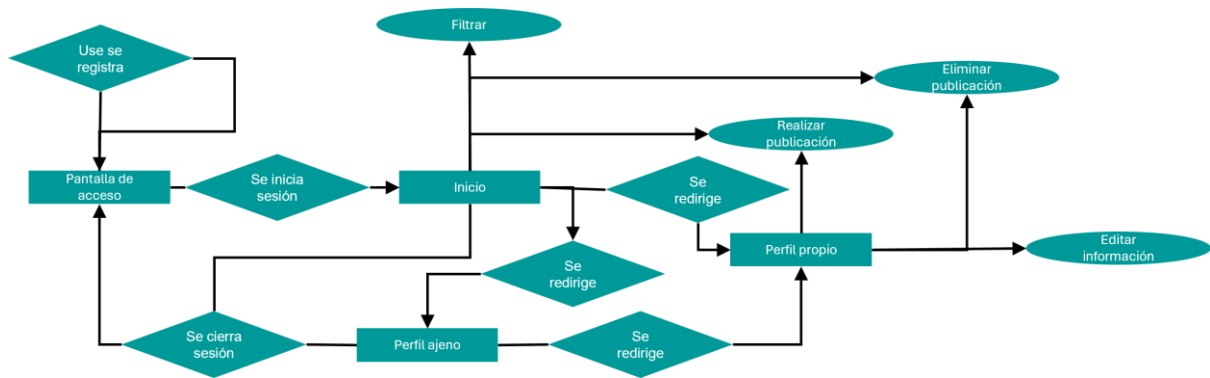 Filtrar
Use se
registra
Eliminar
publicación
Realizar
publicación
Pantalla de
acceso
Se inicia
sesión
Inicio
Se
redirige
Perfil propio
Editar
información
Se
redirige
Se cierra
sesión
Perfil ajeno
Se
redirige